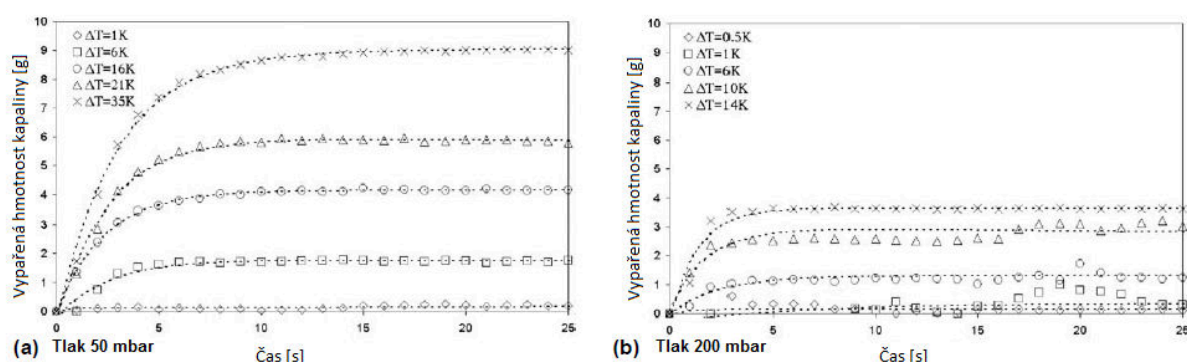 Vypařená hmotnost kapaliny [g]
10
9
8
7
6
5
4
3
2
1
0
◇ ΔT=1K
□ ΔT=6K
○ ΔT=16K
△ ΔT=21K
× ΔT=35K
0 5 10 15 20 25
(a) Tlak 50 mbar
Čas [s]
Vypařená hmotnost kapaliny [g]
10
9
8
7
6
5
4
3
2
1
0
◇ ΔT=0.5K
□ ΔT=1K
○ ΔT=6K
△ ΔT=10K
× ΔT=14K
0 5 10 15 20 25
(b) Tlak 200 mbar
Čas [s]